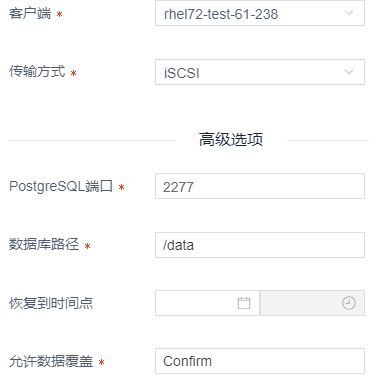 客户端 * rhel72-test-61-238
传输方式 * iSCSI
高级选项
PostgreSQL端口 * 2277
数据库路径 * /data
恢复到时间点
允许数据覆盖 * Confirm